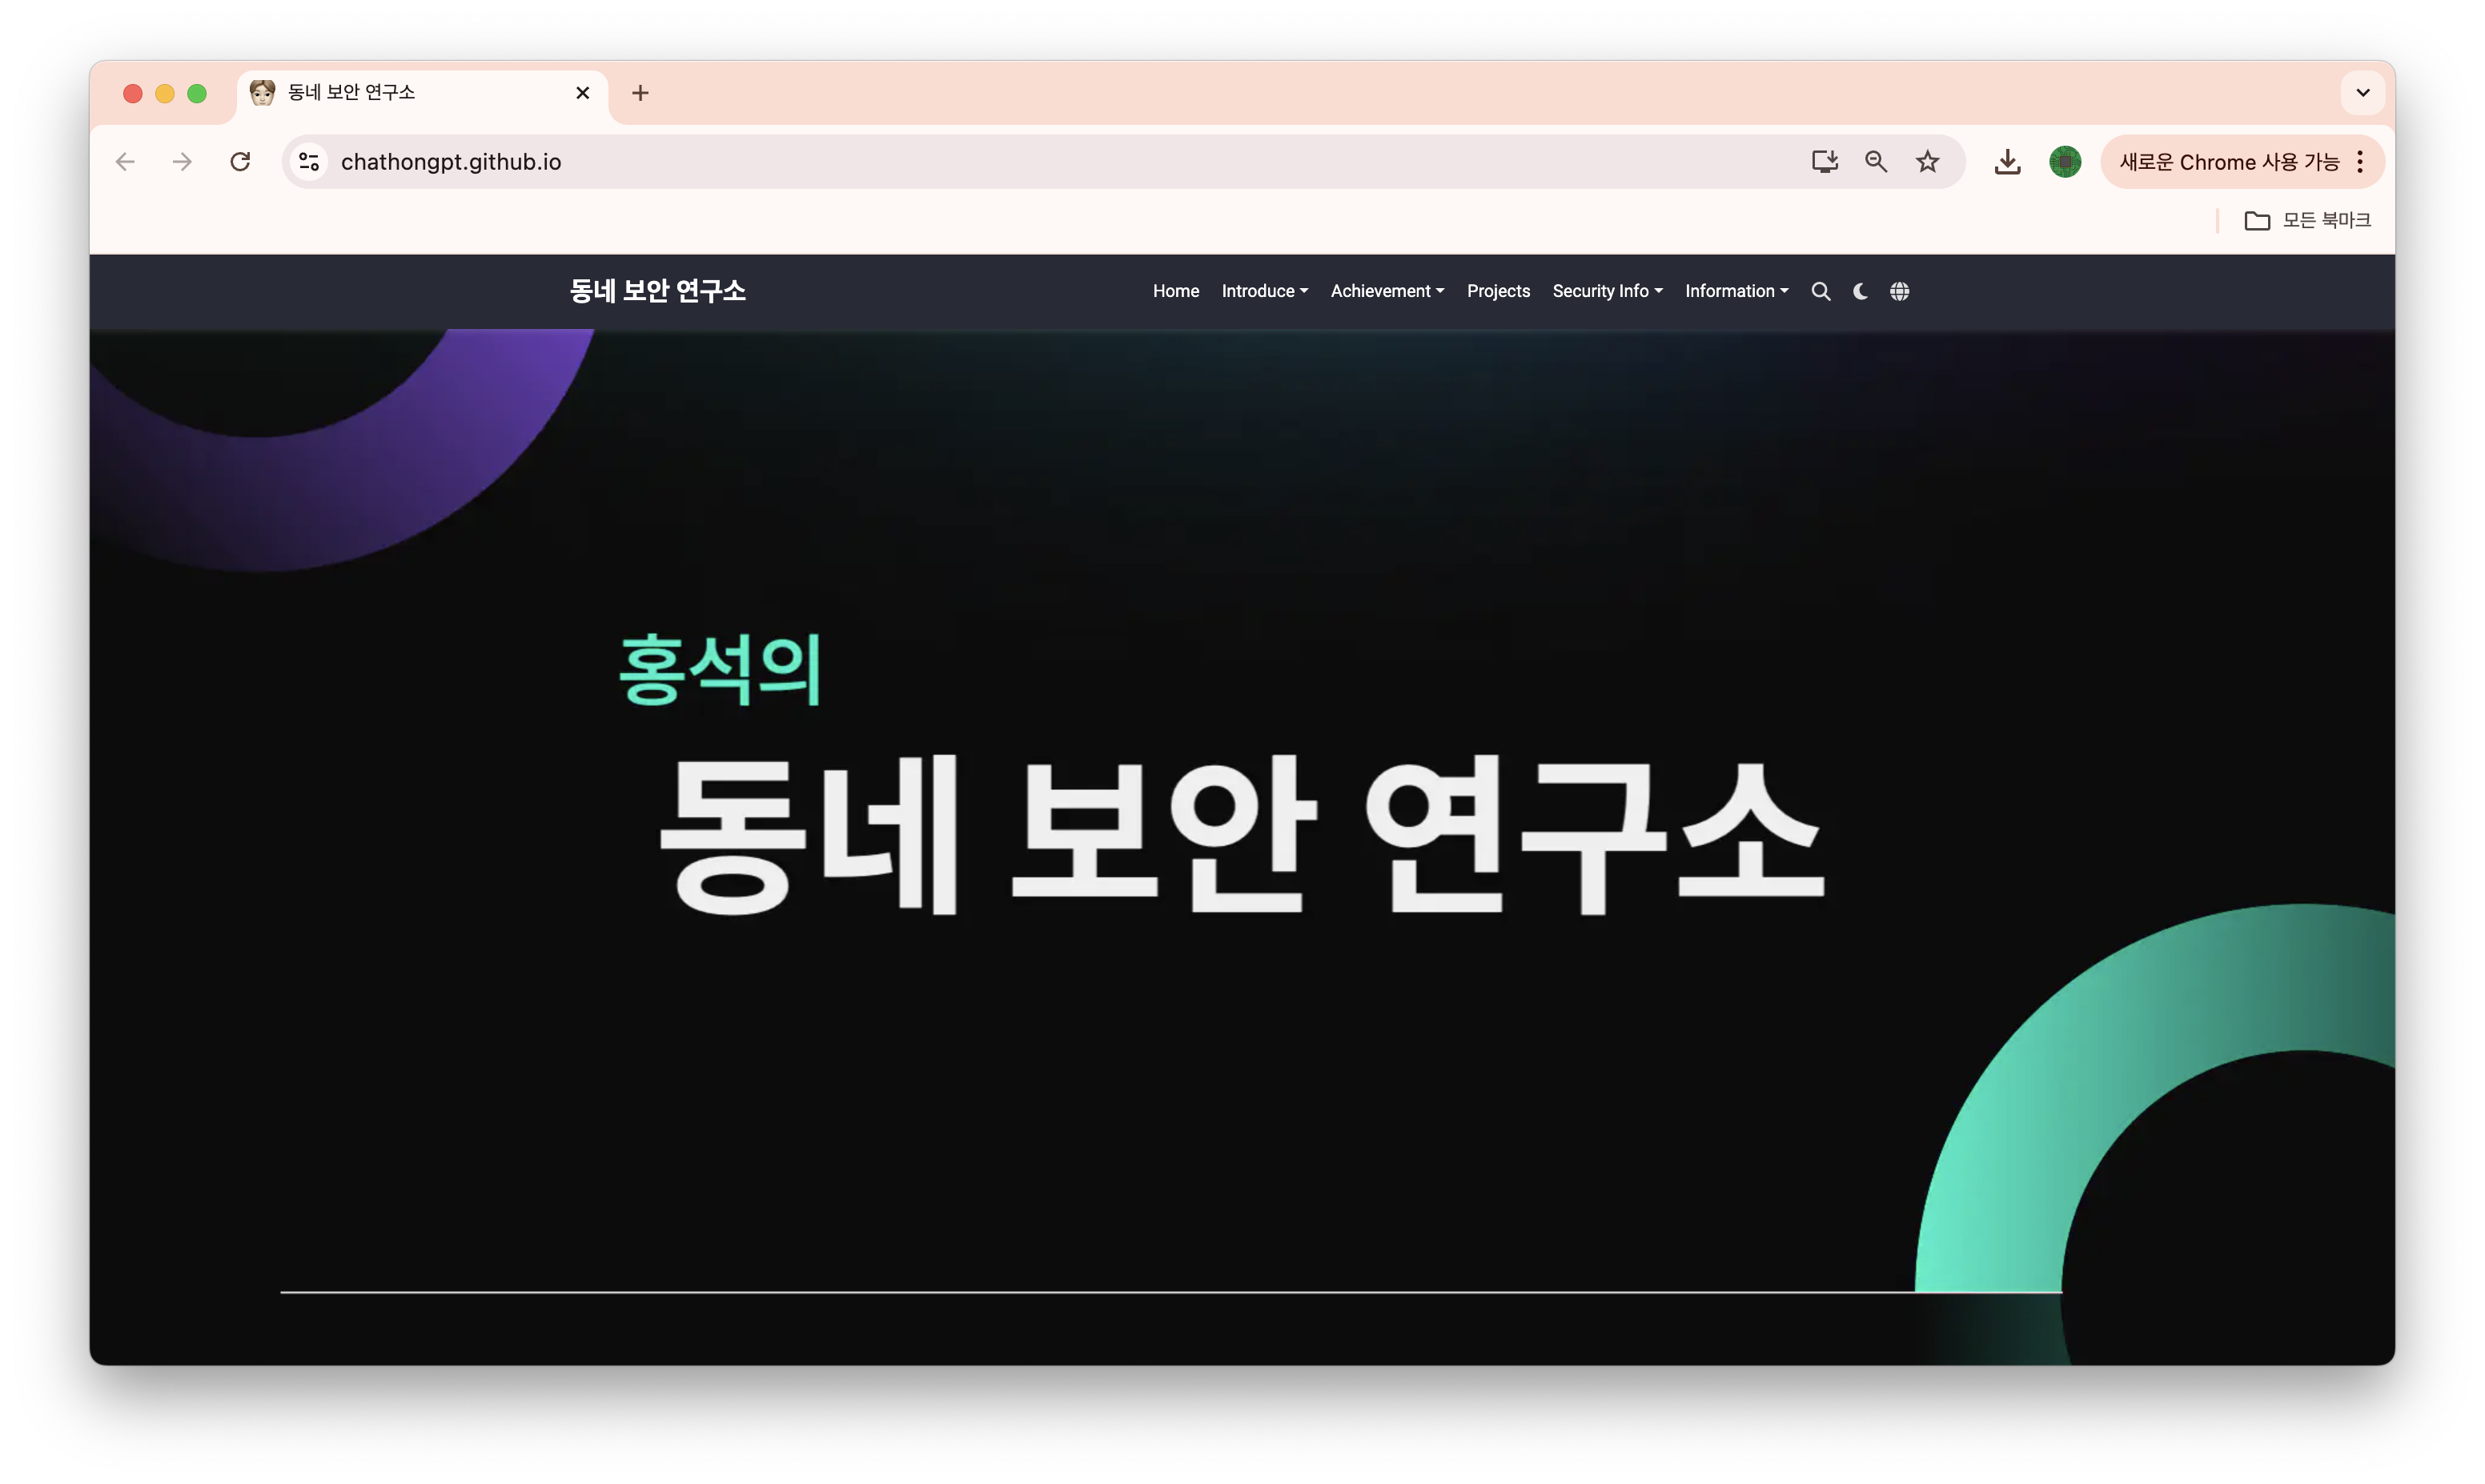 동네 보안 연구소
chathongpt.github.io
새로운 Chrome 사용 가능
모든 북마크
동네 보안 연구소
Home Introduce Achievement Projects Security Info Information
홍석의
동네 보안 연구소